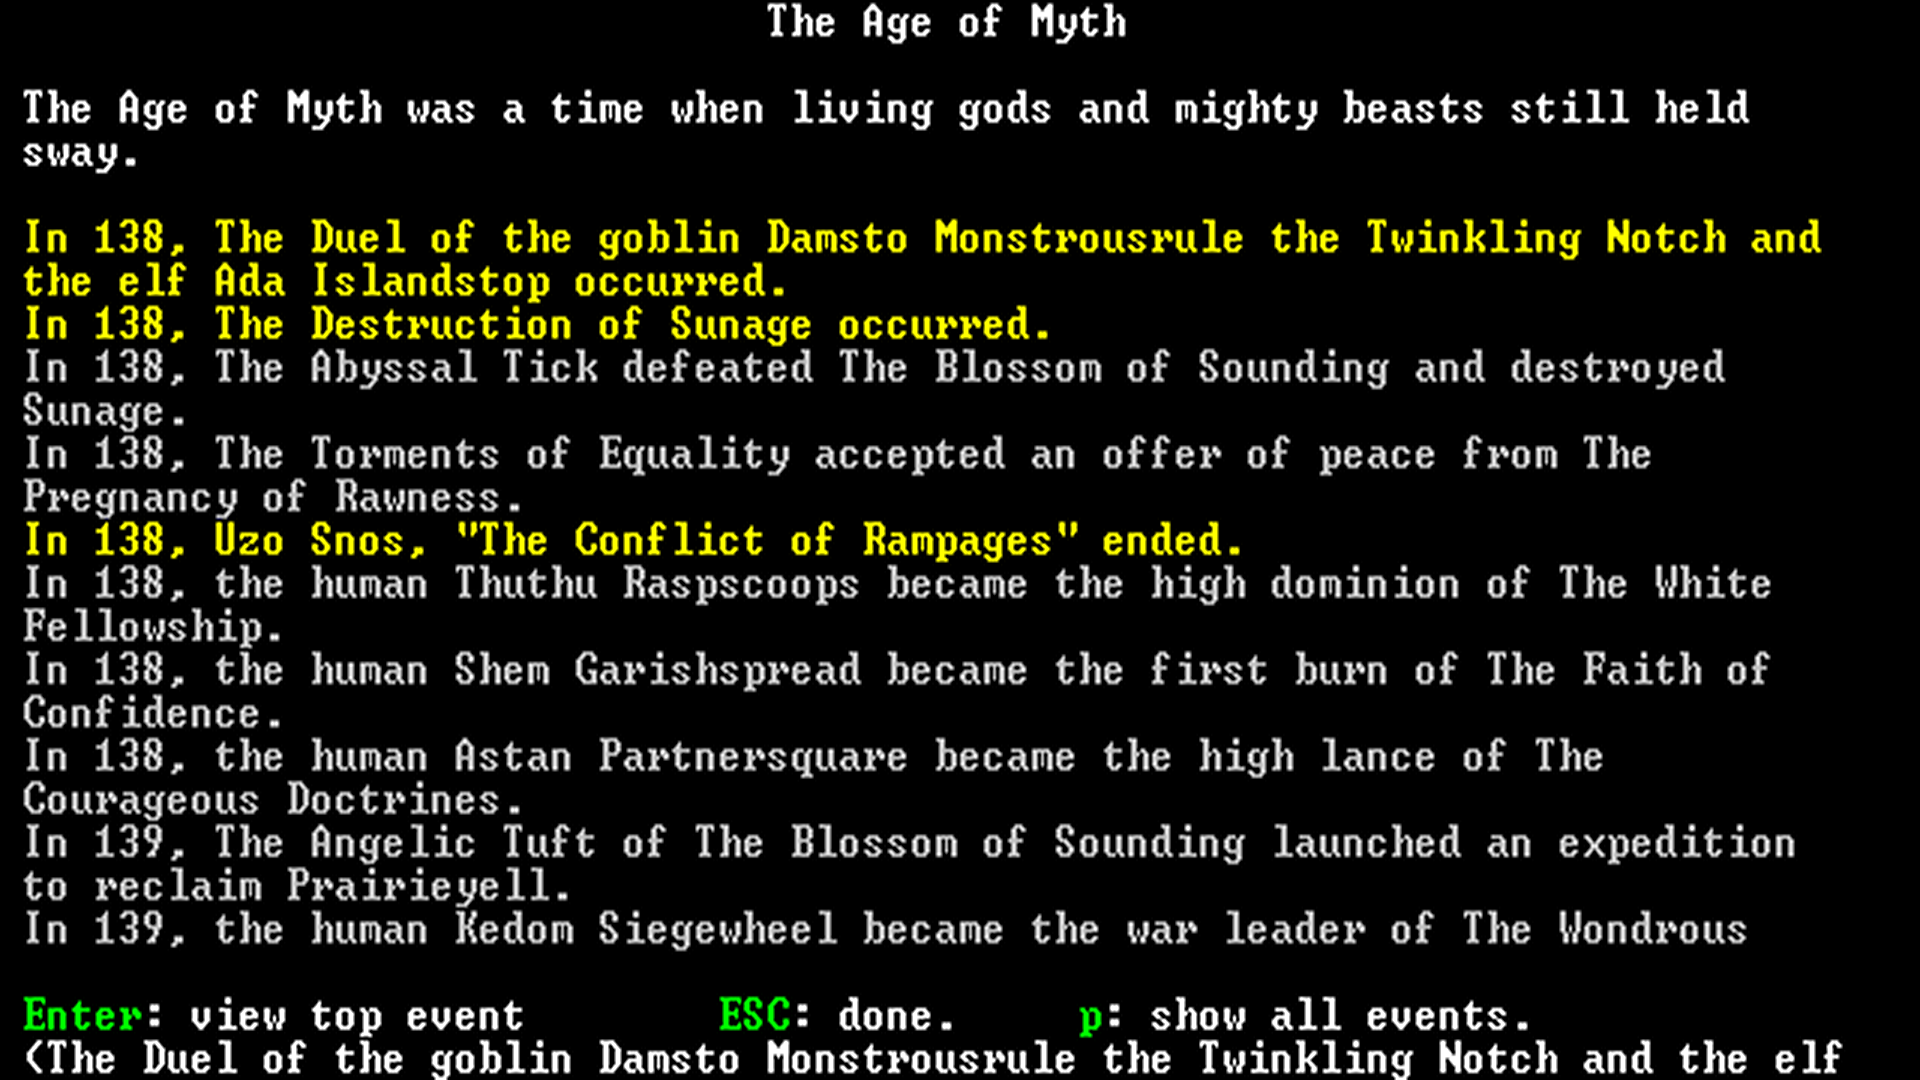 The Age of Myth
The Age of Myth was a time when living gods and mighty beasts still held
sway.
In 138, The Duel of the goblin Damsto Monstrousrule the Twinkling Notch and
the elf Ada Islandstop occurred.
In 138, The Destruction of Sunage occurred.
In 138, The Abyssal Tick defeated The Blossom of Sounding and destroyed
Sunage.
In 138, The Torments of Equality accepted an offer of peace from The
Pregnancy of Rawness.
In 138, Uzo Snos, "The Conflict of Rampages" ended.
In 138, the human Thuthu Raspscoops became the high dominion of The White
Fellowship.
In 138, the human Shem Garishspread became the first burn of The Faith of
Confidence.
In 138, the human Astan Partnersquare became the high lance of The
Courageous Doctrines.
In 139, The Angelic Tuft of The Blossom of Sounding launched an expedition
to reclaim Prairieyell.
In 139, the human Kedom Siegewheel became the war leader of The Wondrous
Enter: view top event ESC: done. p: show all events.
(The Duel of the goblin Damsto Monstrousrule the Twinkling Notch and the elf